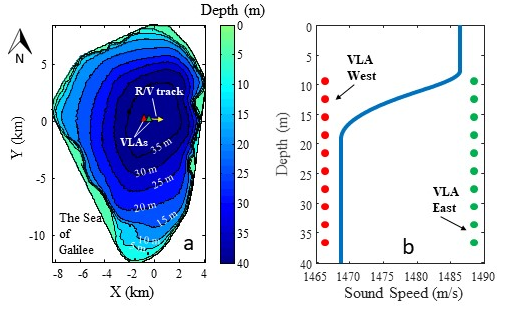 Depth (m)
N
5
0
-5
-10
Y (km)
-8 -6 -4 -2 0 2 4
X (km)
R/V track
VLAs
35 m
30 m
25 m
20 m
15 m
10 m
The Sea
of
Galilee
a
0
5
10
15
20
25
30
35
40
0
5
10
15
20
25
30
35
40
Depth (m)
VLA
West
VLA
East
b
1465 1470 1475 1480 1485 1490
Sound Speed (m/s)